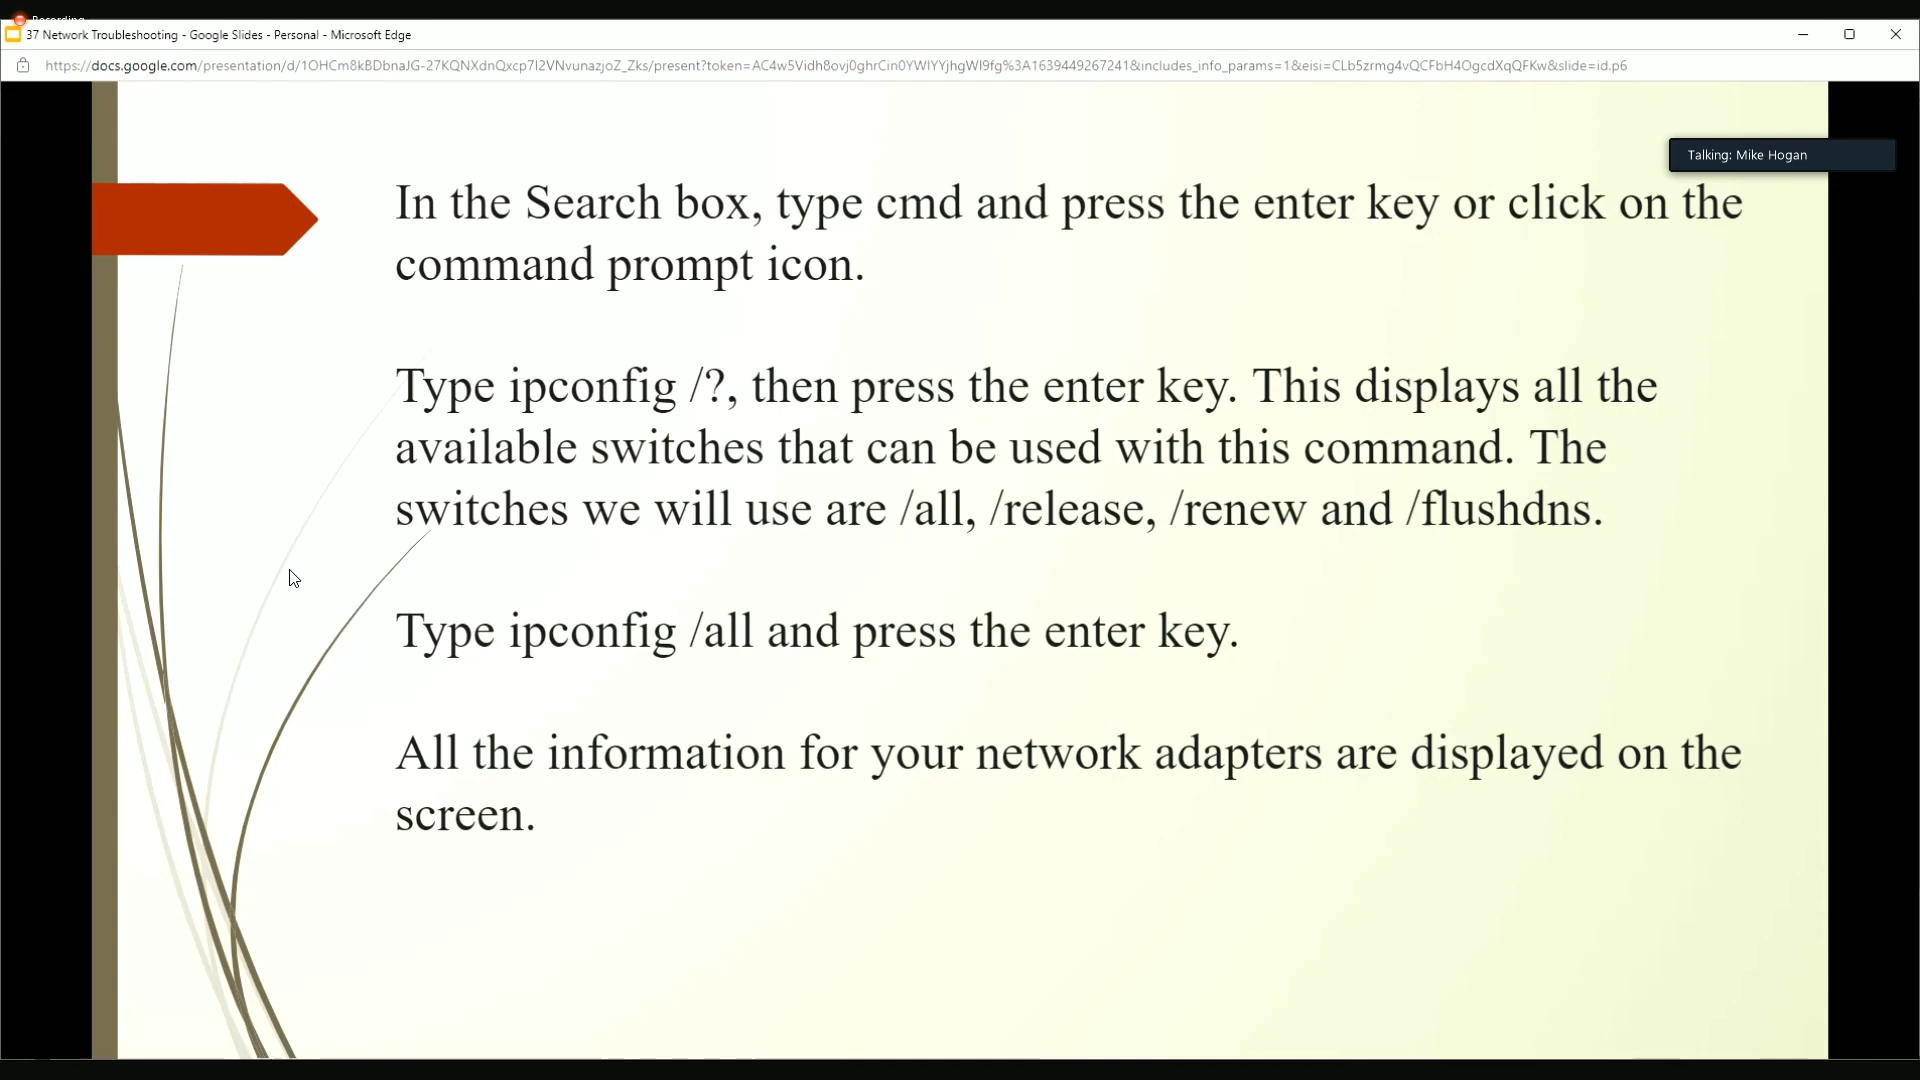 Recording
37 Network Troubleshooting - Google Slides - Personal - Microsoft Edge
https://docs.google.com/presentation/d/1OHCm8kBDbnaJG-27KQNXdnQxcp7I2VNvunazjoZ_Zks/present?token=AC4w5Vidh8ovj0ghrCin0YWIYYjhgWI9fg%3A1639449267241&includes_info_params=1&eisi=CLb5zrmg4vQCFbH4OgcdXqQFKw&slide=id.p6
Talking: Mike Hogan
In the Search box, type cmd and press the enter key or click on the
command prompt icon.
Type ipconfig /?, then press the enter key. This displays all the
available switches that can be used with this command. The
switches we will use are /all, /release, /renew and /flushdns.
Type ipconfig /all and press the enter key.
All the information for your network adapters are displayed on the
screen.